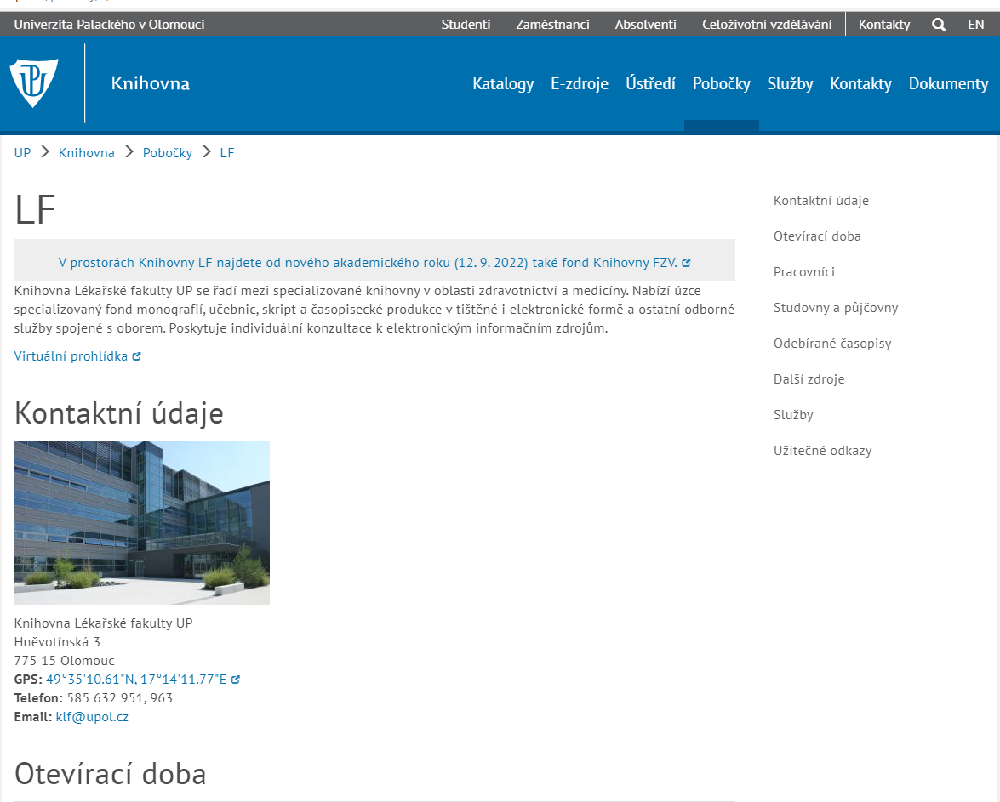 Univerzita Palackého v Olomouci
Studenti Zaměstnanci Absolventi Celoživotní vzdělávání Kontakty EN
Knihovna
Katalogy E-zdroje Ústředí Pobočky Služby Kontakty Dokumenty
UP Knihovna Pobočky LF
LF
V prostorách Knihovny LF najdete od nového akademického roku (12. 9. 2022) také fond Knihovny FZV.
Knihovna Lékařské fakulty UP se řadí mezi specializované knihovny v oblasti zdravotnictví a medicíny. Nabízí úzce
specializovaný fond monografií, učebnic, skript a časopisecké produkce v tištěné i elektronické formě a ostatní odborné
služby spojené s oborem. Poskytuje individuální konzultace k elektronickým informačním zdrojům.
Virtuální prohlídka
Kontaktní údaje
Knihovna Lékařské fakulty UP
Hněvotínská 3
775 15 Olomouc
GPS: 49°35'10.61"N, 17°14'11.77"E
Telefon: 585 632 951, 963
Email: klf@upol.cz
Otevírací doba
Kontaktní údaje
Otevírací doba
Pracovníci
Studovny a půjčovny
Odebírané časopisy
Další zdroje
Služby
Užitečné odkazy